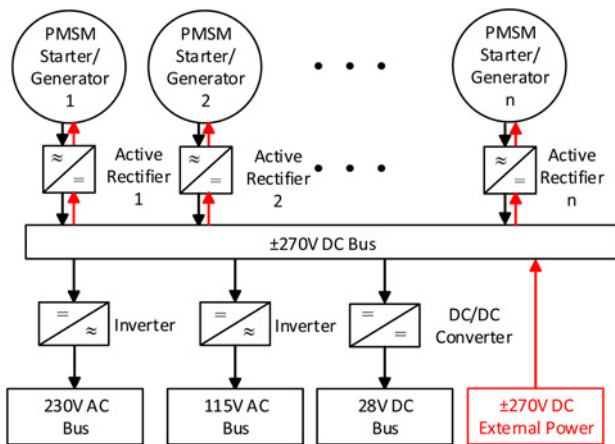 PMSM
Starter/
Generator
1
PMSM
Starter/
Generator
2
PMSM
Starter/
Generator
n
Active
Rectifier
1
Active
Rectifier
2
Active
Rectifier
n
±270V DC Bus
Inverter
Inverter
DC/DC
Converter
230V AC
Bus
115V AC
Bus
28V DC
Bus
±270V DC
External Power